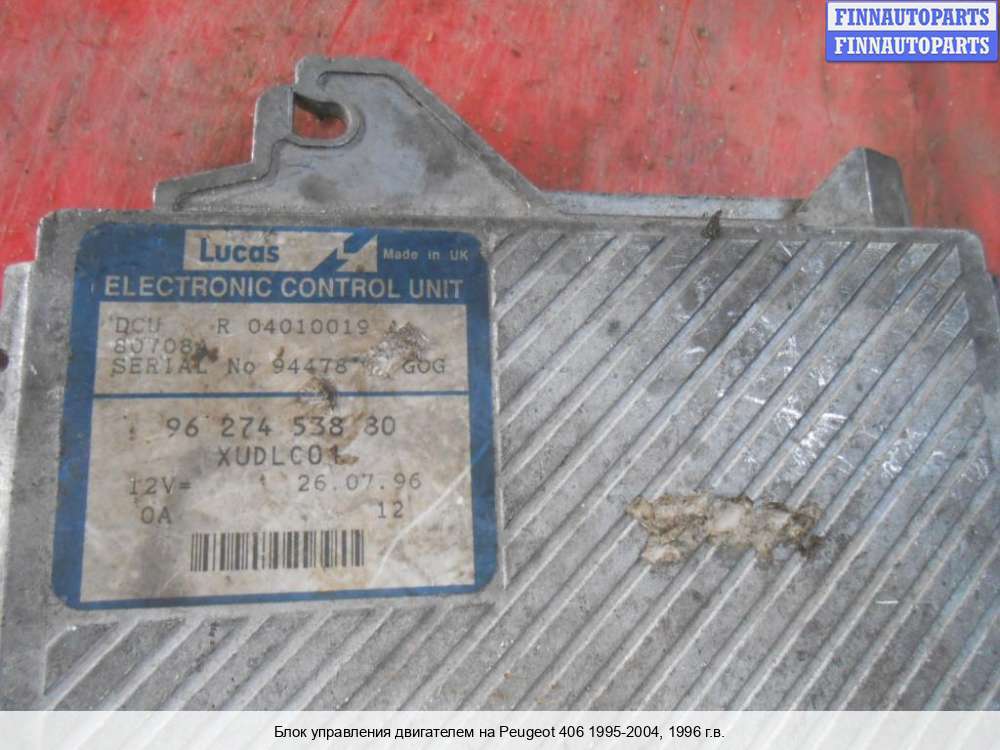 FINNAUTOPARTS
FINNAUTOPARTS
Lucas
Made in UK
ELECTRONIC CONTROL UNIT
DCU R 04010019
SERIAL No 94478 GOG
96 274 538 80
XUDLC01
12V= 26.07.96
0A 12
Блок управления двигателем на Peugeot 406 1995-2004, 1996 г.в.